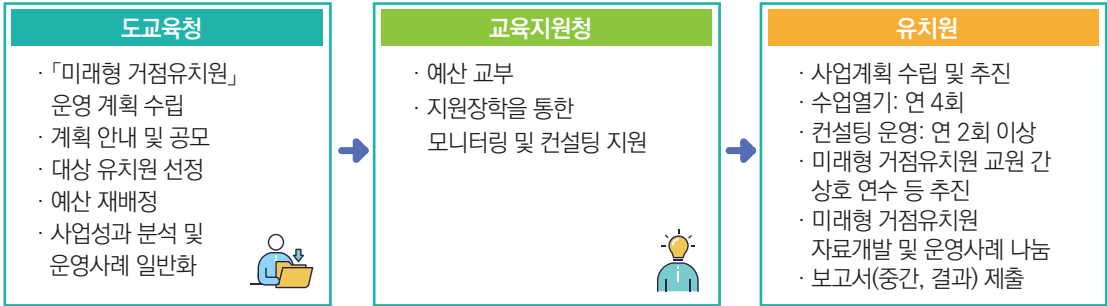 도교육청
· 「미래형 거점유치원」
운영 계획 수립
· 계획 안내 및 공모
· 대상 유치원 선정
· 예산 재배정
· 사업성과 분석 및
운영사례 일반화
교육지원청
· 예산 교부
· 지원장학을 통한
모니터링 및 컨설팅 지원
유치원
· 사업계획 수립 및 추진
· 수업열기: 연 4회
· 컨설팅 운영: 연 2회 이상
· 미래형 거점유치원 교원 간
상호 연수 등 추진
· 미래형 거점유치원
자료개발 및 운영사례 나눔
· 보고서(중간, 결과) 제출